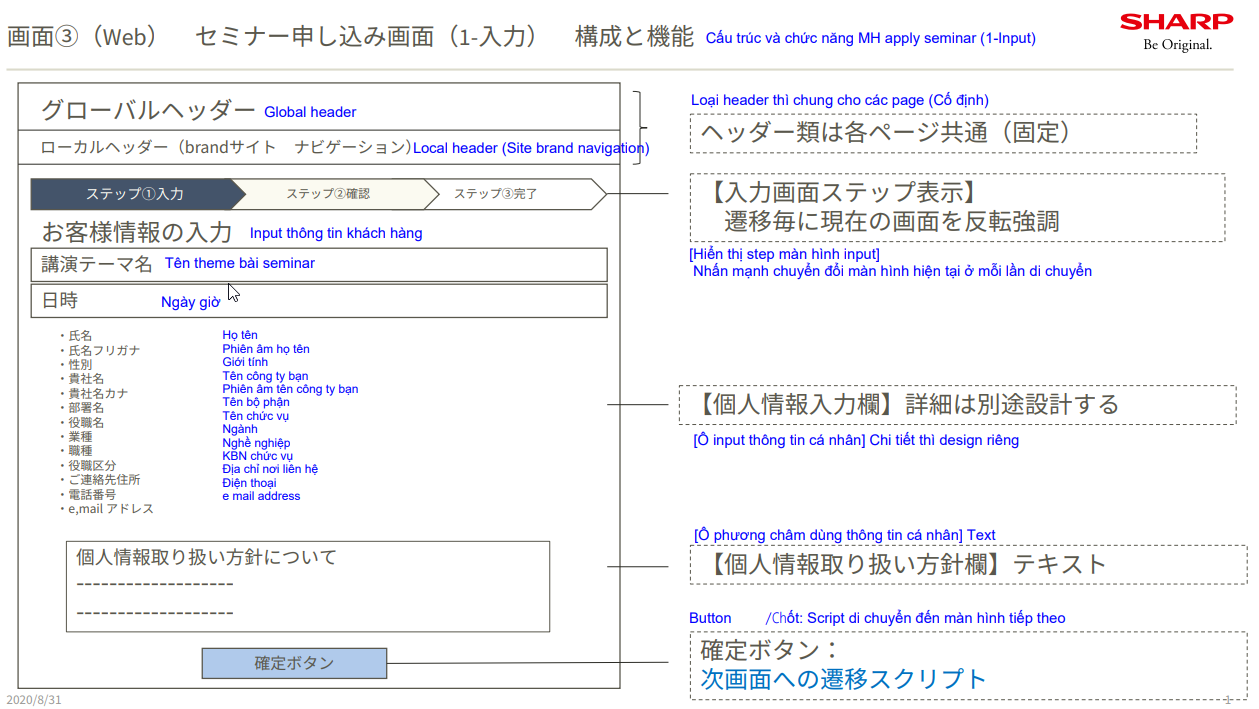 画面③（Web）　セミナー申し込み画面（1-入力）　構成と機能 Cấu trúc và chức năng MH apply seminar (1-Input)
SHARP
Be Original.
グローバルヘッダー Global header
ローカルヘッダー（brandサイト　ナビゲーション）Local header (Site brand navigation)
Loại header thì chung cho các page (Cố định)
ヘッダー類は各ページ共通（固定）
ステップ①入力 ステップ②確認 ステップ③完了
【入力画面ステップ表示】
遷移毎に現在の画面を反転強調
[Hiển thị step màn hình input]
Nhấn mạnh chuyển đổi màn hình hiện tại ở mỗi lần di chuyển
お客様情報の入力 Input thông tin khách hàng
講演テーマ名 Tên theme bài seminar
日時 Ngày giờ
・氏名 Họ tên
・氏名フリガナ Phiên âm họ tên
・性別 Giới tính
・貴社名 Tên công ty bạn
・貴社名カナ Phiên âm tên công ty bạn
・部署名 Tên bộ phận
・役職名 Tên chức vụ
・業種 Ngành
・職種 Nghề nghiệp
・役職区分 KBN chức vụ
・ご連絡先住所 Địa chỉ nơi liên hệ
・電話番号 Điện thoại
・e,mail アドレス e mail address
【個人情報入力欄】詳細は別途設計する
[Ô input thông tin cá nhân] Chi tiết thì design riêng
個人情報取り扱い方針について
-------------------
-------------------
[Ô phương châm dùng thông tin cá nhân] Text
【個人情報取り扱い方針欄】テキスト
Button /Chốt: Script di chuyển đến màn hình tiếp theo
確定ボタン：
次画面への遷移スクリプト
確定ボタン
2020/8/31
1